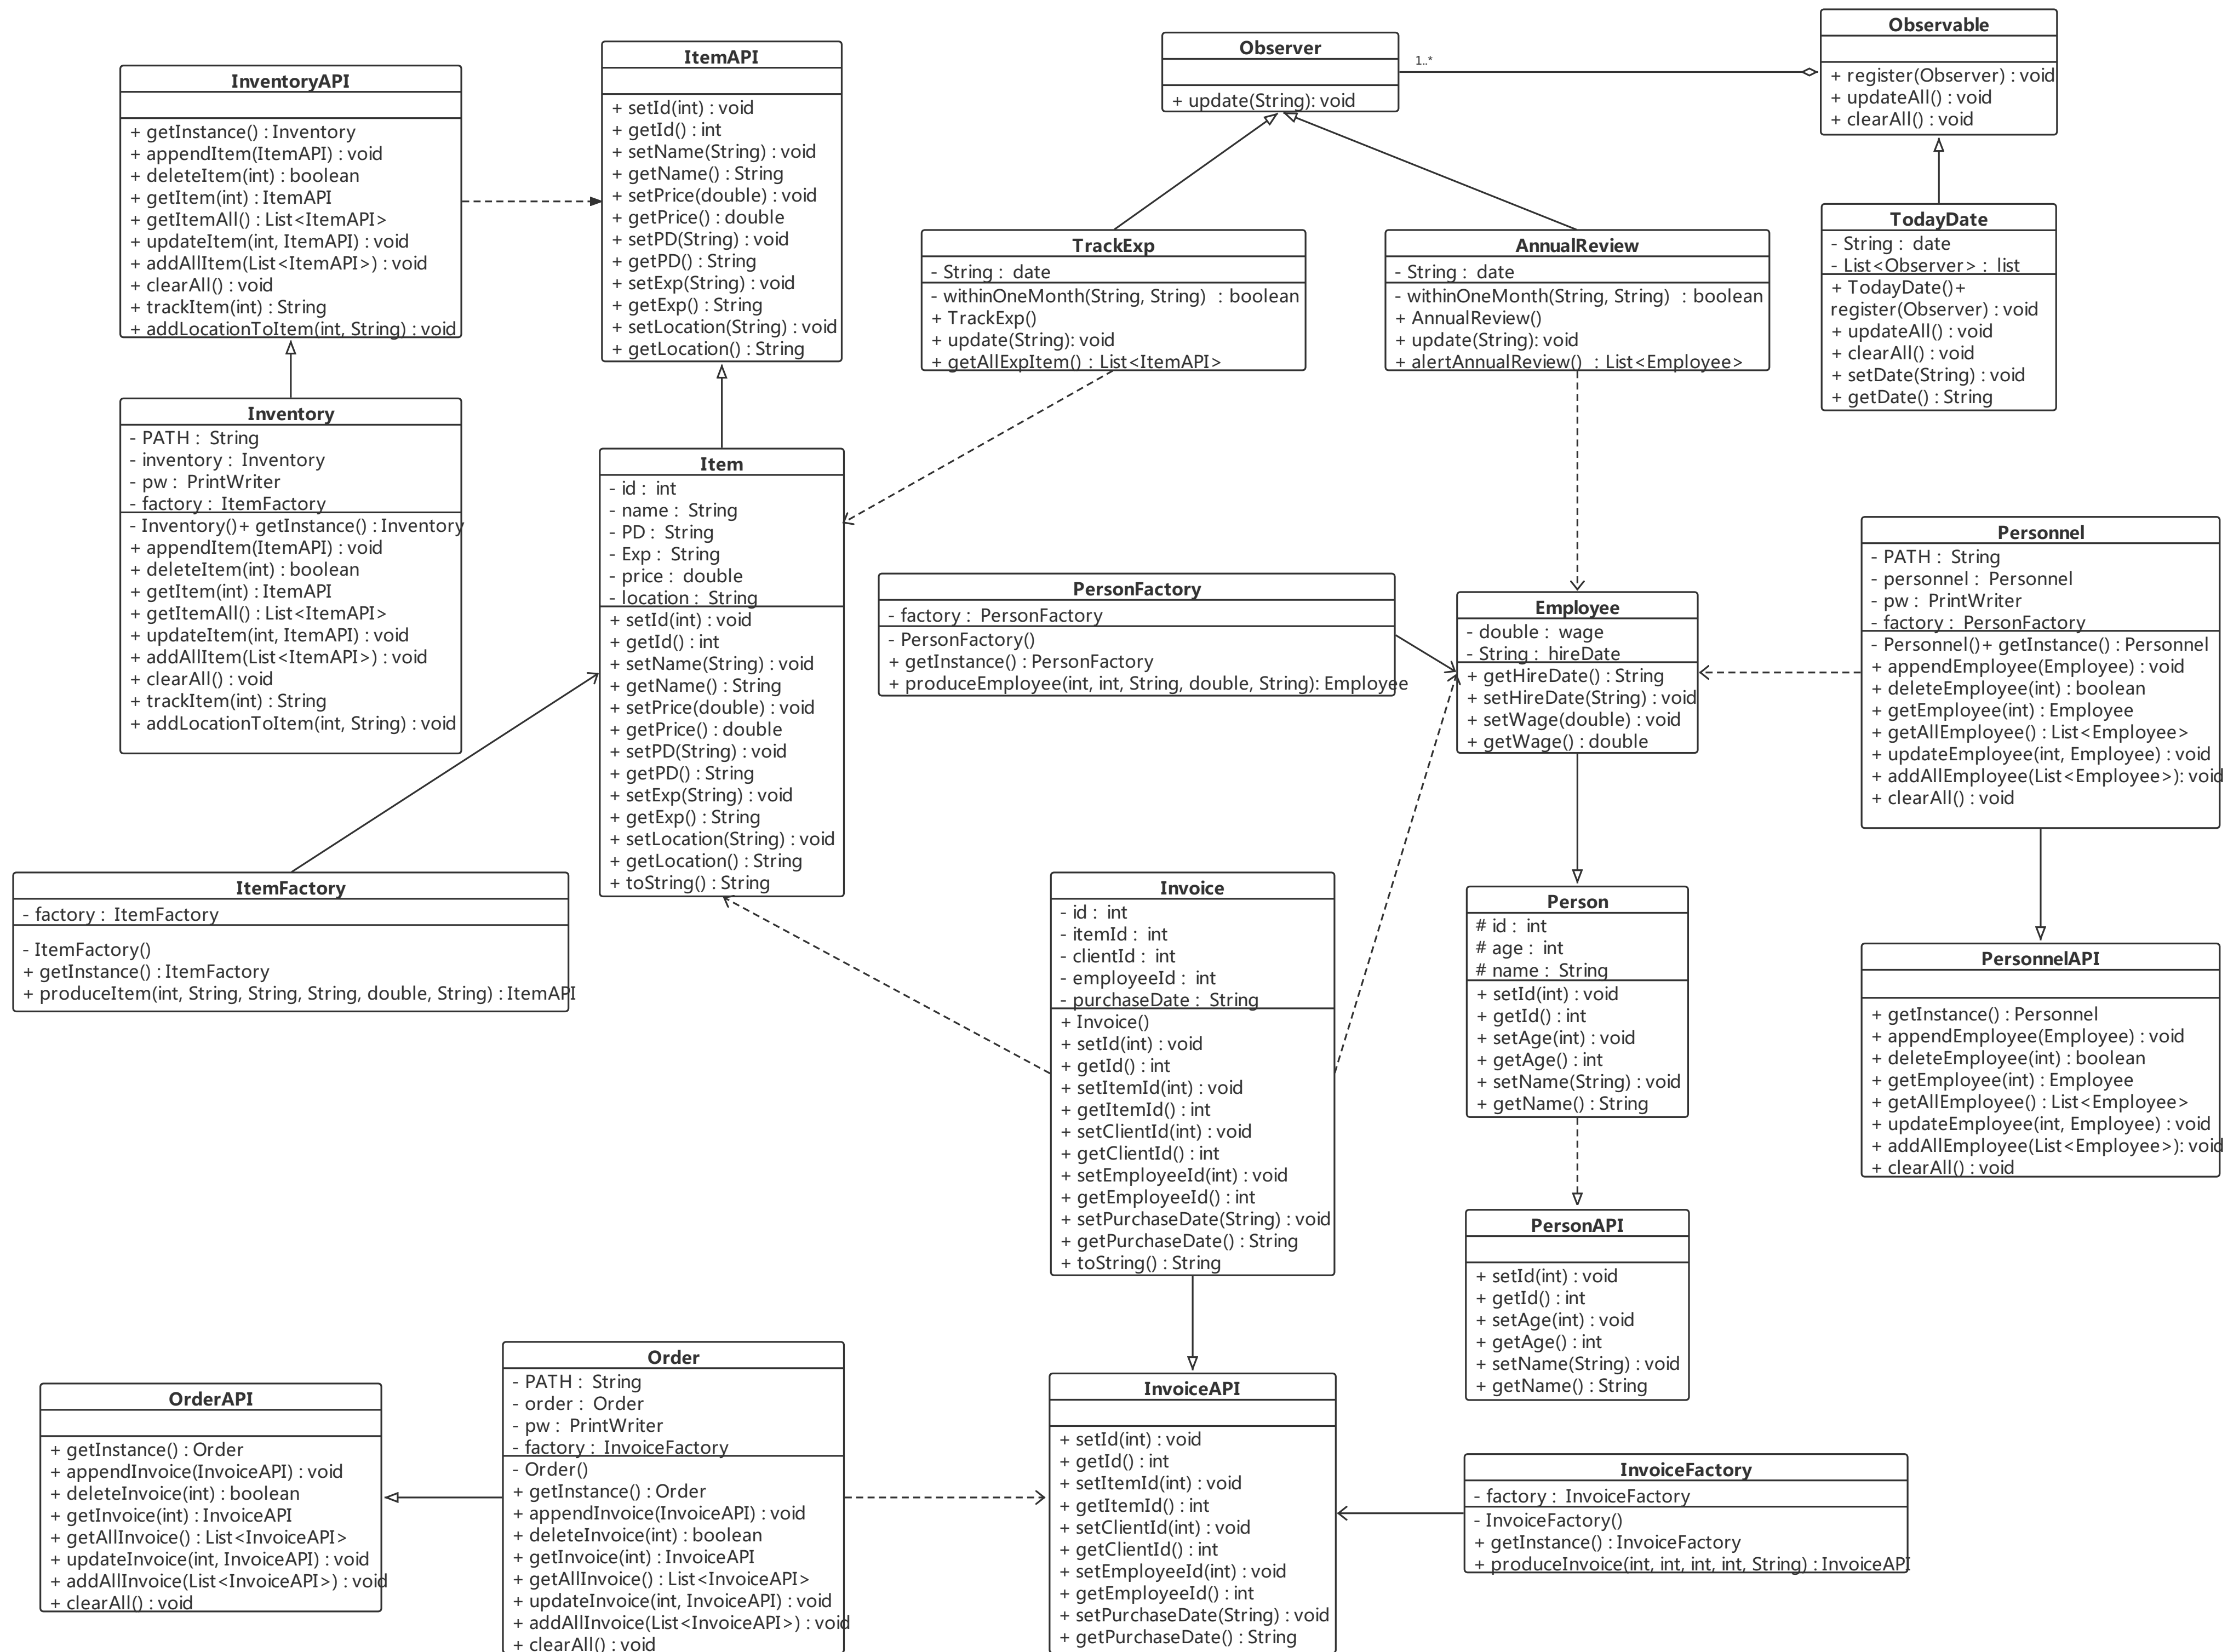 InventoryAPI
+ getInstance() : Inventory
+ appendItem(ItemAPI) : void
+ deleteItem(int) : boolean
+ getItem(int) : ItemAPI
+ getItemAll() : List<ItemAPI>
+ updateItem(int, ItemAPI) : void
+ addAllItem(List<ItemAPI>) : void
+ clearAll() : void
+ trackItem(int) : String
+ addLocationToItem(int, String) : void
ItemAPI
+ setId(int) : void
+ getId() : int
+ setName(String) : void
+ getName() : String
+ setPrice(double) : void
+ getPrice() : double
+ setPD(String) : void
+ getPD() : String
+ setExp(String) : void
+ getExp() : String
+ setLocation(String) : void
+ getLocation() : String
Observer
+ update(String): void
1..*
Observable
+ register(Observer) : void
+ updateAll() : void
+ clearAll() : void
TrackExp
- String :  date
- withinOneMonth(String, String)  : boolean
+ TrackExp()
+ update(String): void
+ getAllExpItem() : List<ItemAPI>
AnnualReview
- String :  date
- withinOneMonth(String, String)  : boolean
+ AnnualReview()
+ update(String): void
+ alertAnnualReview()  : List<Employee>
TodayDate
- String :  date
- List<Observer> :  list
+ TodayDate()+
register(Observer) : void
+ updateAll() : void
+ clearAll() : void
+ setDate(String) : void
+ getDate() : String
Inventory
- PATH :  String
- inventory :  Inventory
- pw :  PrintWriter
- factory :  ItemFactory
- Inventory()+ getInstance() : Inventory
+ appendItem(ItemAPI) : void
+ deleteItem(int) : boolean
+ getItem(int) : ItemAPI
+ getItemAll() : List<ItemAPI>
+ updateItem(int, ItemAPI) : void
+ addAllItem(List<ItemAPI>) : void
+ clearAll() : void
+ trackItem(int) : String
+ addLocationToItem(int, String) : void
Item
- id :  int
- name :  String
- PD :  String
- Exp :  String
- price :  double
- location :  String
+ setId(int) : void
+ getId() : int
+ setName(String) : void
+ getName() : String
+ setPrice(double) : void
+ getPrice() : double
+ setPD(String) : void
+ getPD() : String
+ setExp(String) : void
+ getExp() : String
+ setLocation(String) : void
+ getLocation() : String
+ toString() : String
PersonFactory
- factory :  PersonFactory
- PersonFactory()
+ getInstance() : PersonFactory
+ produceEmployee(int, int, String, double, String): Employee
Employee
- double :  wage
- String :  hireDate
+ getHireDate() : String
+ setHireDate(String) : void
+ setWage(double) : void
+ getWage() : double
Personnel
- PATH :  String
- personnel :  Personnel
- pw :  PrintWriter
- factory :  PersonFactory
- Personnel()+ getInstance() : Personnel
+ appendEmployee(Employee) : void
+ deleteEmployee(int) : boolean
+ getEmployee(int) : Employee
+ getAllEmployee() : List<Employee>
+ updateEmployee(int, Employee) : void
+ addAllEmployee(List<Employee>): void
+ clearAll() : void
ItemFactory
- factory :  ItemFactory
- ItemFactory()
+ getInstance() : ItemFactory
+ produceItem(int, String, String, String, double, String) : ItemAPI
Invoice
- id :  int
- itemId :  int
- clientId :  int
- employeeId :  int
- purchaseDate :  String
+ Invoice()
+ setId(int) : void
+ getId() : int
+ setItemId(int) : void
+ getItemId() : int
+ setClientId(int) : void
+ getClientId() : int
+ setEmployeeId(int) : void
+ getEmployeeId() : int
+ setPurchaseDate(String) : void
+ getPurchaseDate() : String
+ toString() : String
Person
# id :  int
# age :  int
# name :  String
+ setId(int) : void
+ getId() : int
+ setAge(int) : void
+ getAge() : int
+ setName(String) : void
+ getName() : String
PersonnelAPI
+ getInstance() : Personnel
+ appendEmployee(Employee) : void
+ deleteEmployee(int) : boolean
+ getEmployee(int) : Employee
+ getAllEmployee() : List<Employee>
+ updateEmployee(int, Employee) : void
+ addAllEmployee(List<Employee>): void
+ clearAll() : void
PersonAPI
+ setId(int) : void
+ getId() : int
+ setAge(int) : void
+ getAge() : int
+ setName(String) : void
+ getName() : String
OrderAPI
+ getInstance() : Order
+ appendInvoice(InvoiceAPI) : void
+ deleteInvoice(int) : boolean
+ getInvoice(int) : InvoiceAPI
+ getAllInvoice() : List<InvoiceAPI>
+ updateInvoice(int, InvoiceAPI) : void
+ addAllInvoice(List<InvoiceAPI>) : void
+ clearAll() : void
Order
- PATH :  String
- order :  Order
- pw :  PrintWriter
- factory :  InvoiceFactory
- Order()
+ getInstance() : Order
+ appendInvoice(InvoiceAPI) : void
+ deleteInvoice(int) : boolean
+ getInvoice(int) : InvoiceAPI
+ getAllInvoice() : List<InvoiceAPI>
+ updateInvoice(int, InvoiceAPI) : void
+ addAllInvoice(List<InvoiceAPI>) : void
+ clearAll() : void
InvoiceAPI
+ setId(int) : void
+ getId() : int
+ setItemId(int) : void
+ getItemId() : int
+ setClientId(int) : void
+ getClientId() : int
+ setEmployeeId(int) : void
+ getEmployeeId() : int
+ setPurchaseDate(String) : void
+ getPurchaseDate() : String
InvoiceFactory
- factory :  InvoiceFactory
- InvoiceFactory()
+ getInstance() : InvoiceFactory
+ produceInvoice(int, int, int, int, String) : InvoiceAPI